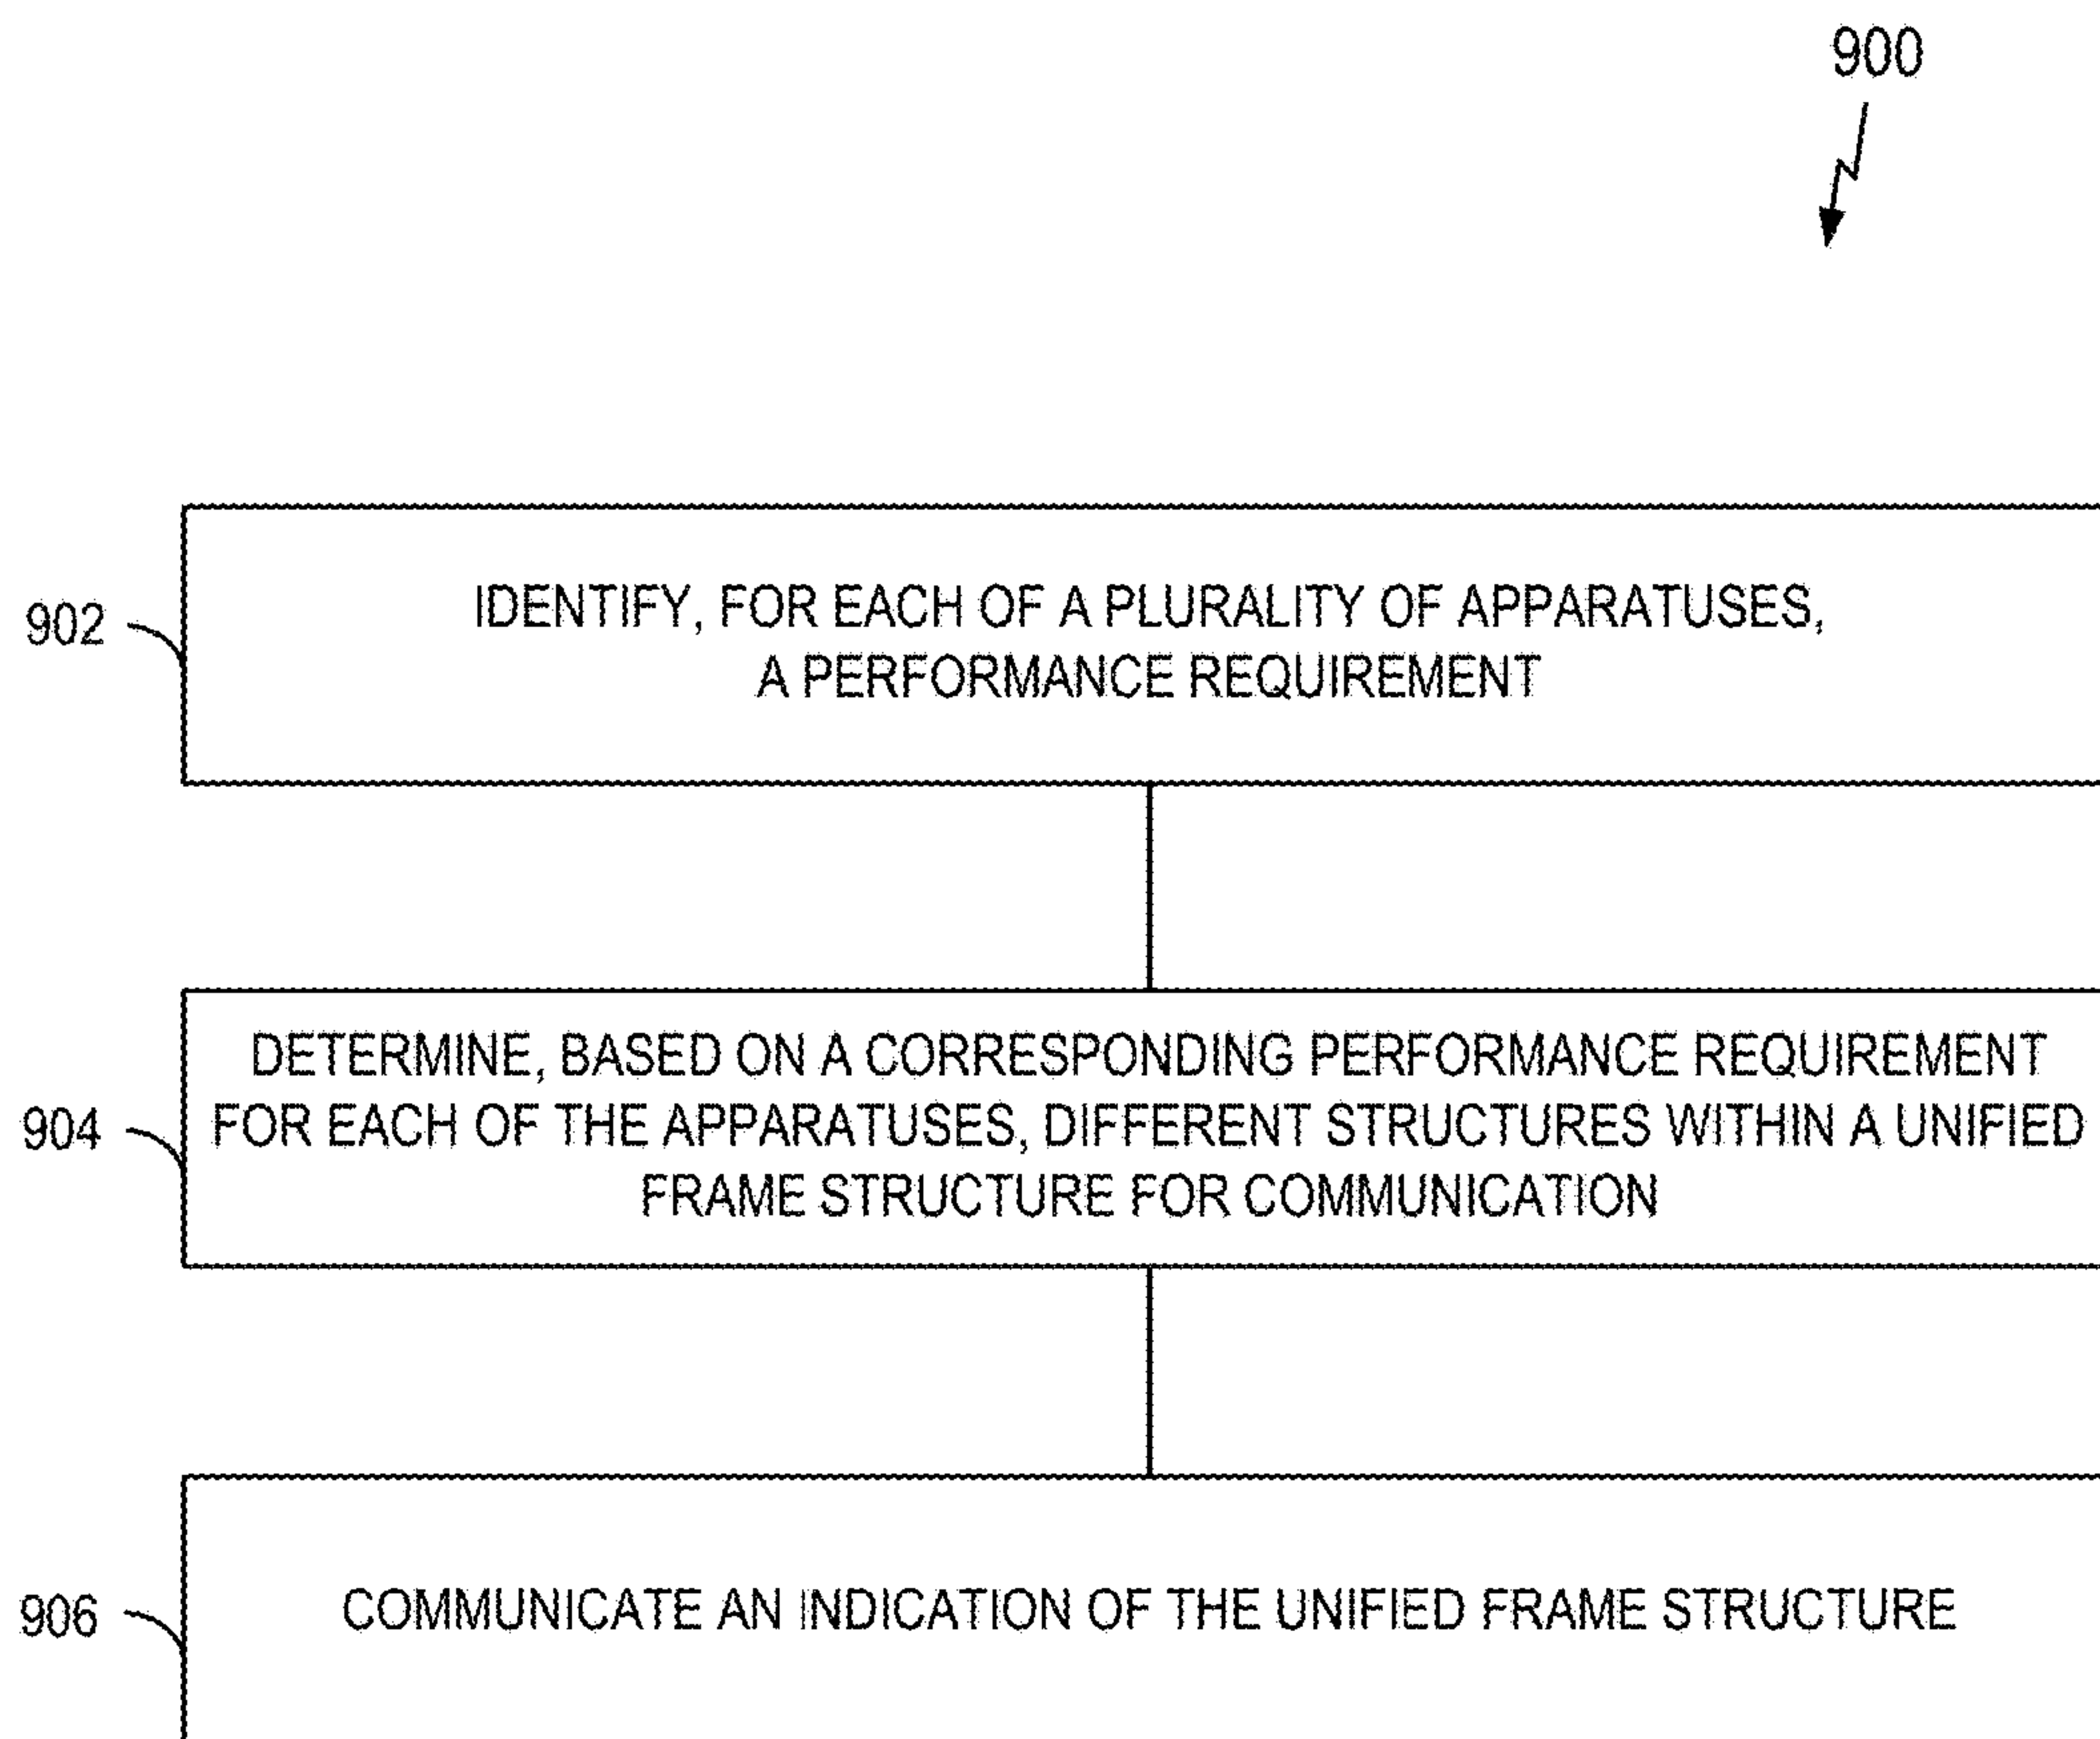 900
902
IDENTIFY, FOR EACH OF A PLURALITY OF APPARATUSES,
A PERFORMANCE REQUIREMENT
904
DETERMINE, BASED ON A CORRESPONDING PERFORMANCE REQUIREMENT
FOR EACH OF THE APPARATUSES, DIFFERENT STRUCTURES WITHIN A UNIFIED
FRAME STRUCTURE FOR COMMUNICATION
906
COMMUNICATE AN INDICATION OF THE UNIFIED FRAME STRUCTURE